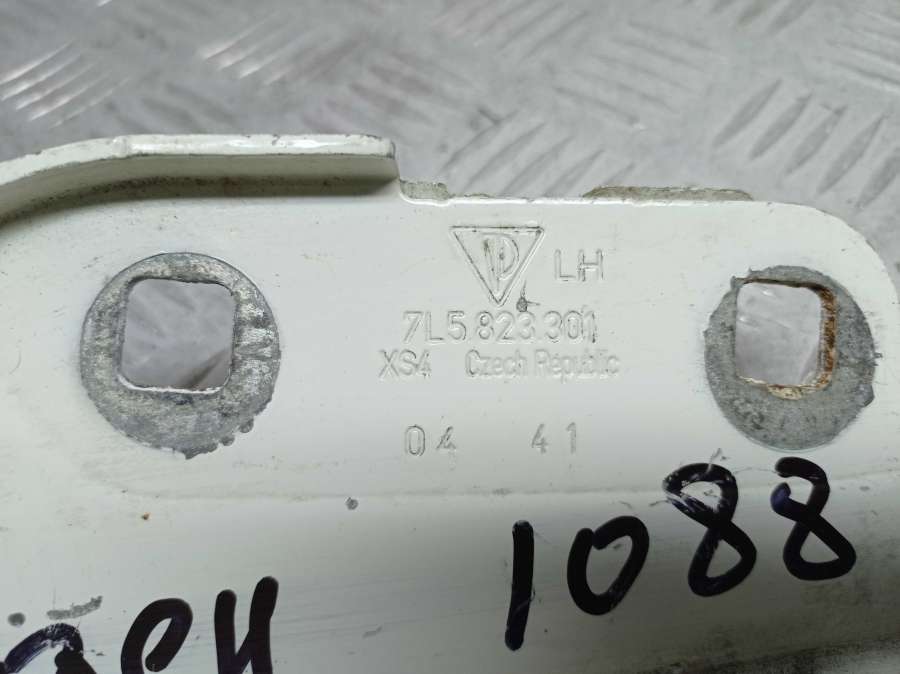 LH
7L5.823.301
XS4 Czech Republic
04 41
1088